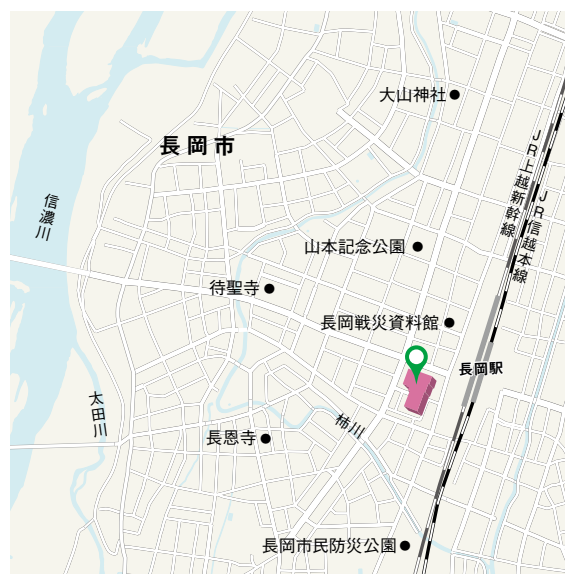 大山神社
長岡市
JR上越新幹線
JR信越本線
信濃川
山本記念公園
待聖寺
長岡戦災資料館
長岡駅
太田川
柿川
長恩寺
長岡市民防災公園